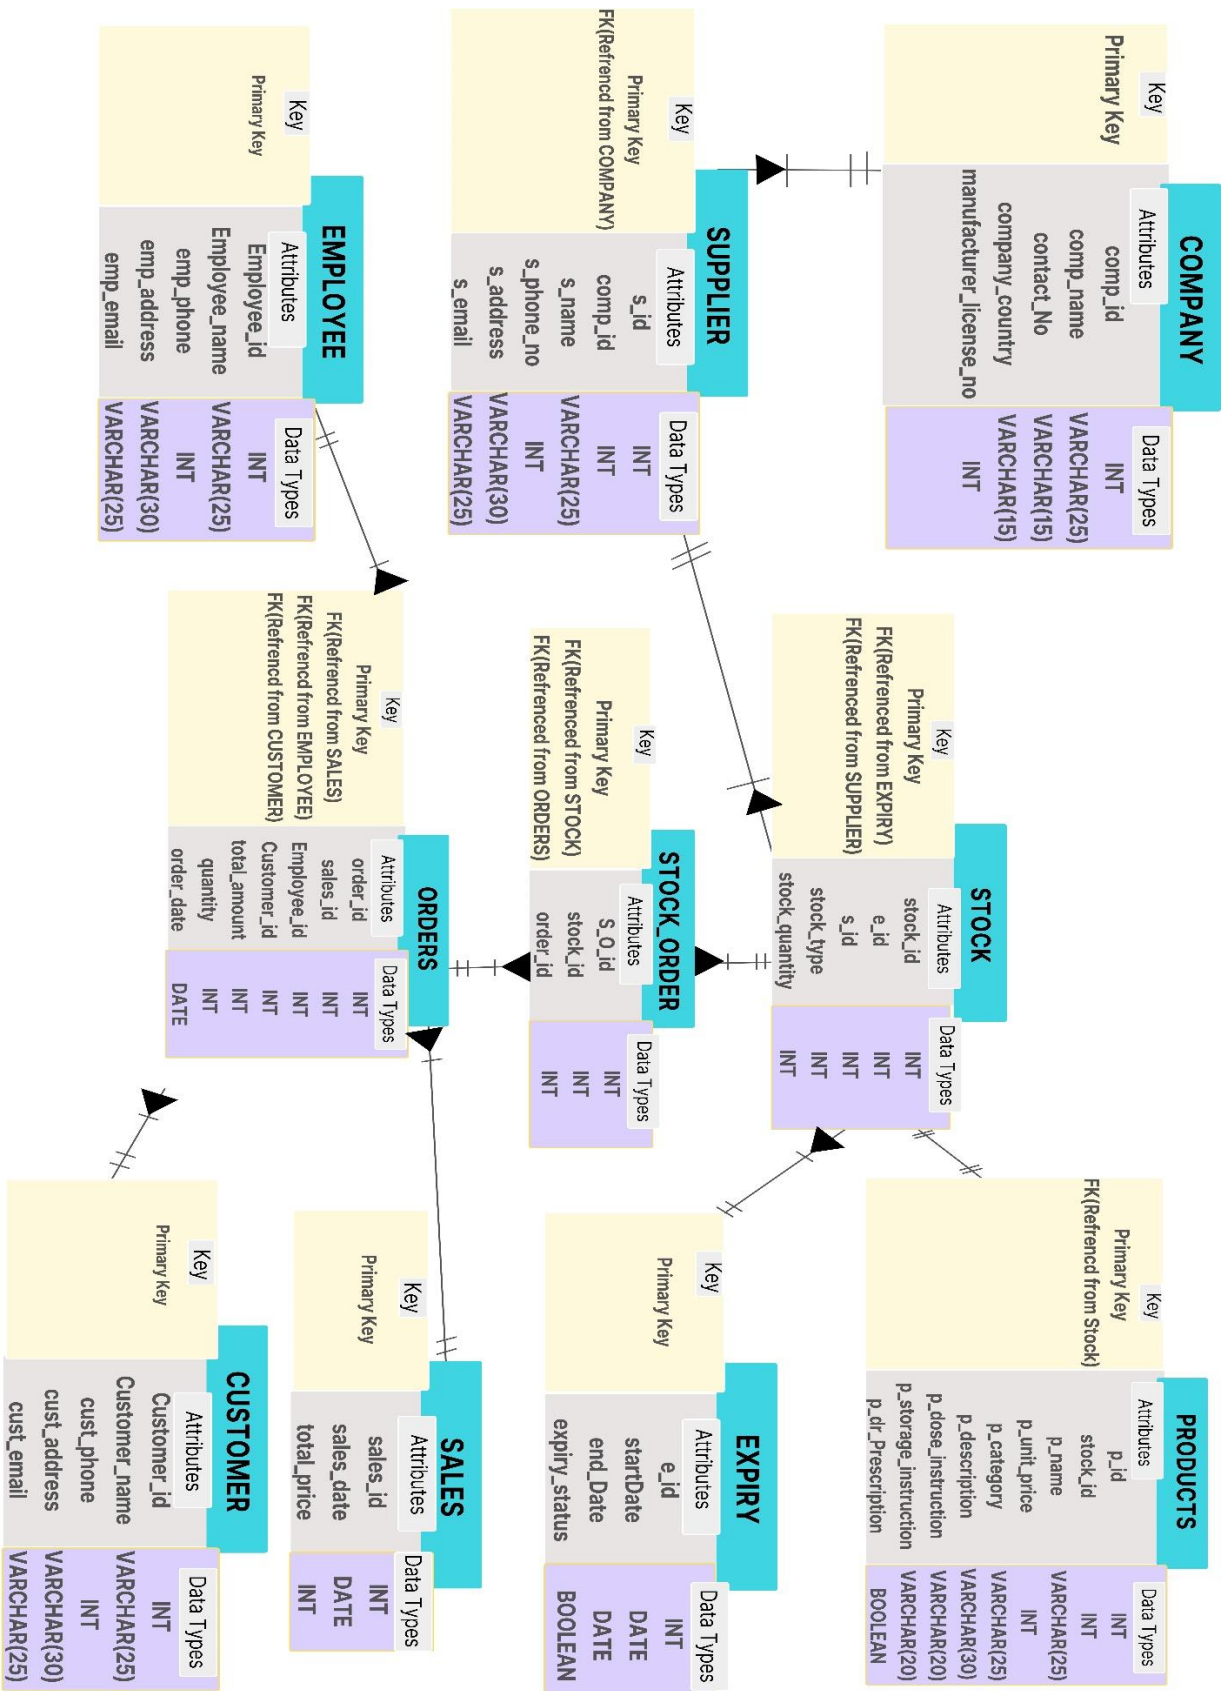 COMPANY
Key Attributes Data Types
Primary Key comp_id INT
comp_name VARCHAR(25)
contact_No VARCHAR(15)
company_country VARCHAR(15)
manufacturer_license_no INT
STOCK
Key Attributes Data Types
Primary Key stock_id INT
FK(Refrenced from EXPIRY) e_id INT
FK(Refrenced from SUPPLIER) s_id INT
stock_type INT
stock_quantity INT
PRODUCTS
Key Attributes Data Types
Primary Key p_id INT
FK(Refrencd from Stock) stock_id INT
p_name VARCHAR(25)
p_unit_price INT
p_category VARCHAR(25)
p_description VARCHAR(30)
p_dose_instruction VARCHAR(20)
p_storage_instruction VARCHAR(20)
p_dr_Prescription BOOLEAN
SUPPLIER
Key Attributes Data Types
Primary Key s_id INT
FK(Refrencd from COMPANY) comp_id INT
s_name VARCHAR(25)
s_phone_no INT
s_address VARCHAR(30)
s_email VARCHAR(25)
STOCK_ORDER
Key Attributes Data Types
Primary Key S_O_id INT
FK(Refrenced from STOCK) stock_id INT
FK(Refrenced from ORDERS) order_id INT
EXPIRY
Key Attributes Data Types
Primary Key e_id INT
startDate DATE
end_Date DATE
expiry_status BOOLEAN
EMPLOYEE
Key Attributes Data Types
Primary Key Employee_id INT
Employee_name VARCHAR(25)
emp_phone INT
emp_address VARCHAR(30)
emp_email VARCHAR(25)
ORDERS
Key Attributes Data Types
Primary Key order_id INT
FK(Refrencd from SALES) sales_id INT
FK(Refrencd from EMPLOYEE) Employee_id INT
FK(Refrencd from CUSTOMER) Customer_id INT
total_amount INT
quantity INT
order_date DATE
SALES
Key Attributes Data Types
Primary Key sales_id INT
sales_date DATE
total_price INT
CUSTOMER
Key Attributes Data Types
Primary Key Customer_id INT
Customer_name VARCHAR(25)
cust_phone INT
cust_address VARCHAR(30)
cust_email VARCHAR(25)